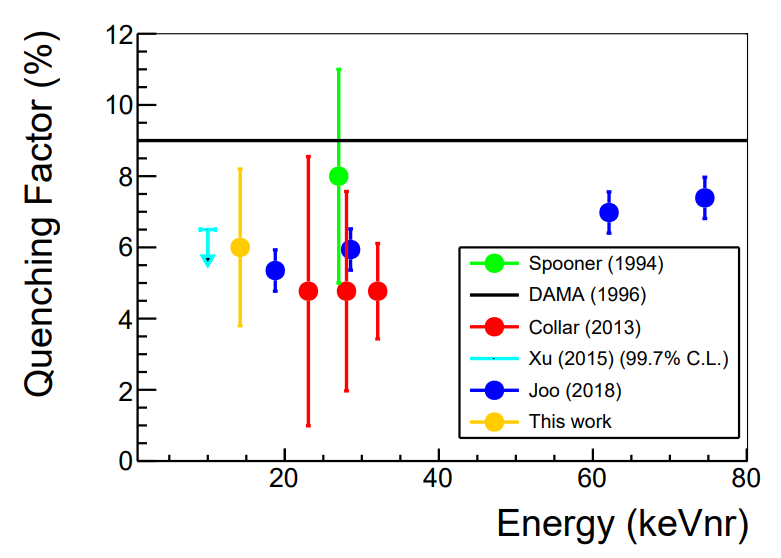 Quenching Factor (%)
12
10
8
6
4
2
0
20
40
60
80
Energy (keVnr)
Spooner (1994)
DAMA (1996)
Collar (2013)
Xu (2015) (99.7% C.L.)
Joo (2018)
This work